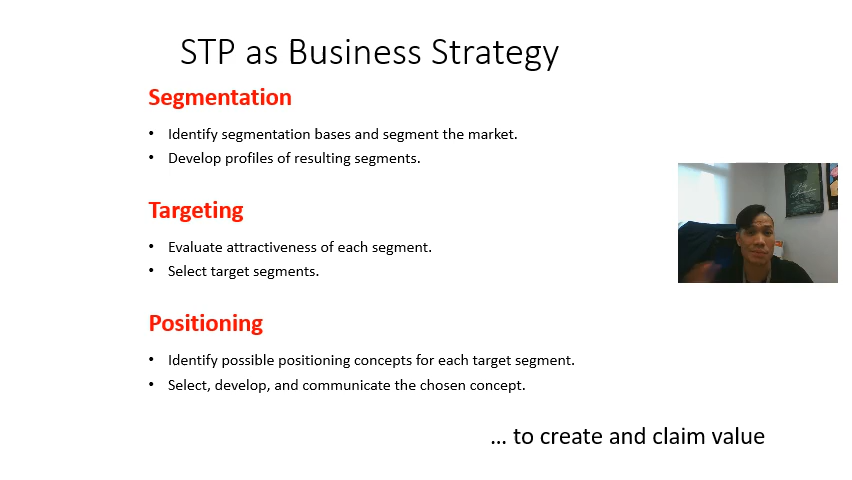 STP as Business Strategy
Segmentation
• Identify segmentation bases and segment the market.
• Develop profiles of resulting segments.
Targeting
• Evaluate attractiveness of each segment.
• Select target segments.
Positioning
• Identify possible positioning concepts for each target segment.
• Select, develop, and communicate the chosen concept.
... to create and claim value